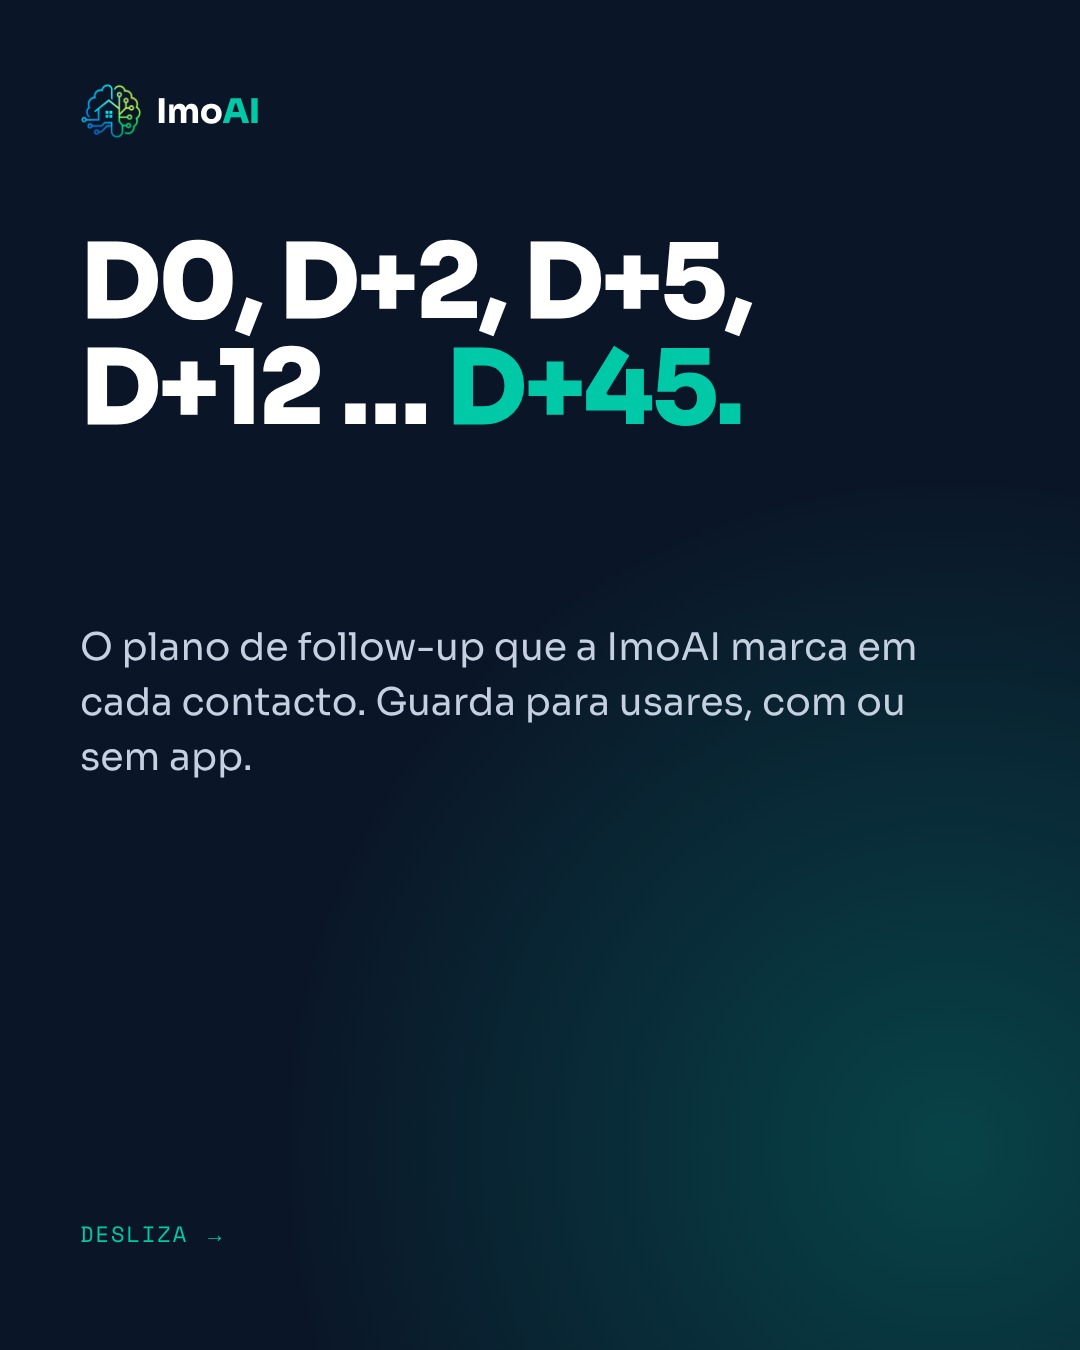 ImoAI
D0, D+2, D+5,
D+12 ... D+45.
O plano de follow-up que a ImoAI marca em
cada contacto. Guarda para usares, com ou
sem app.
DESLIZA →